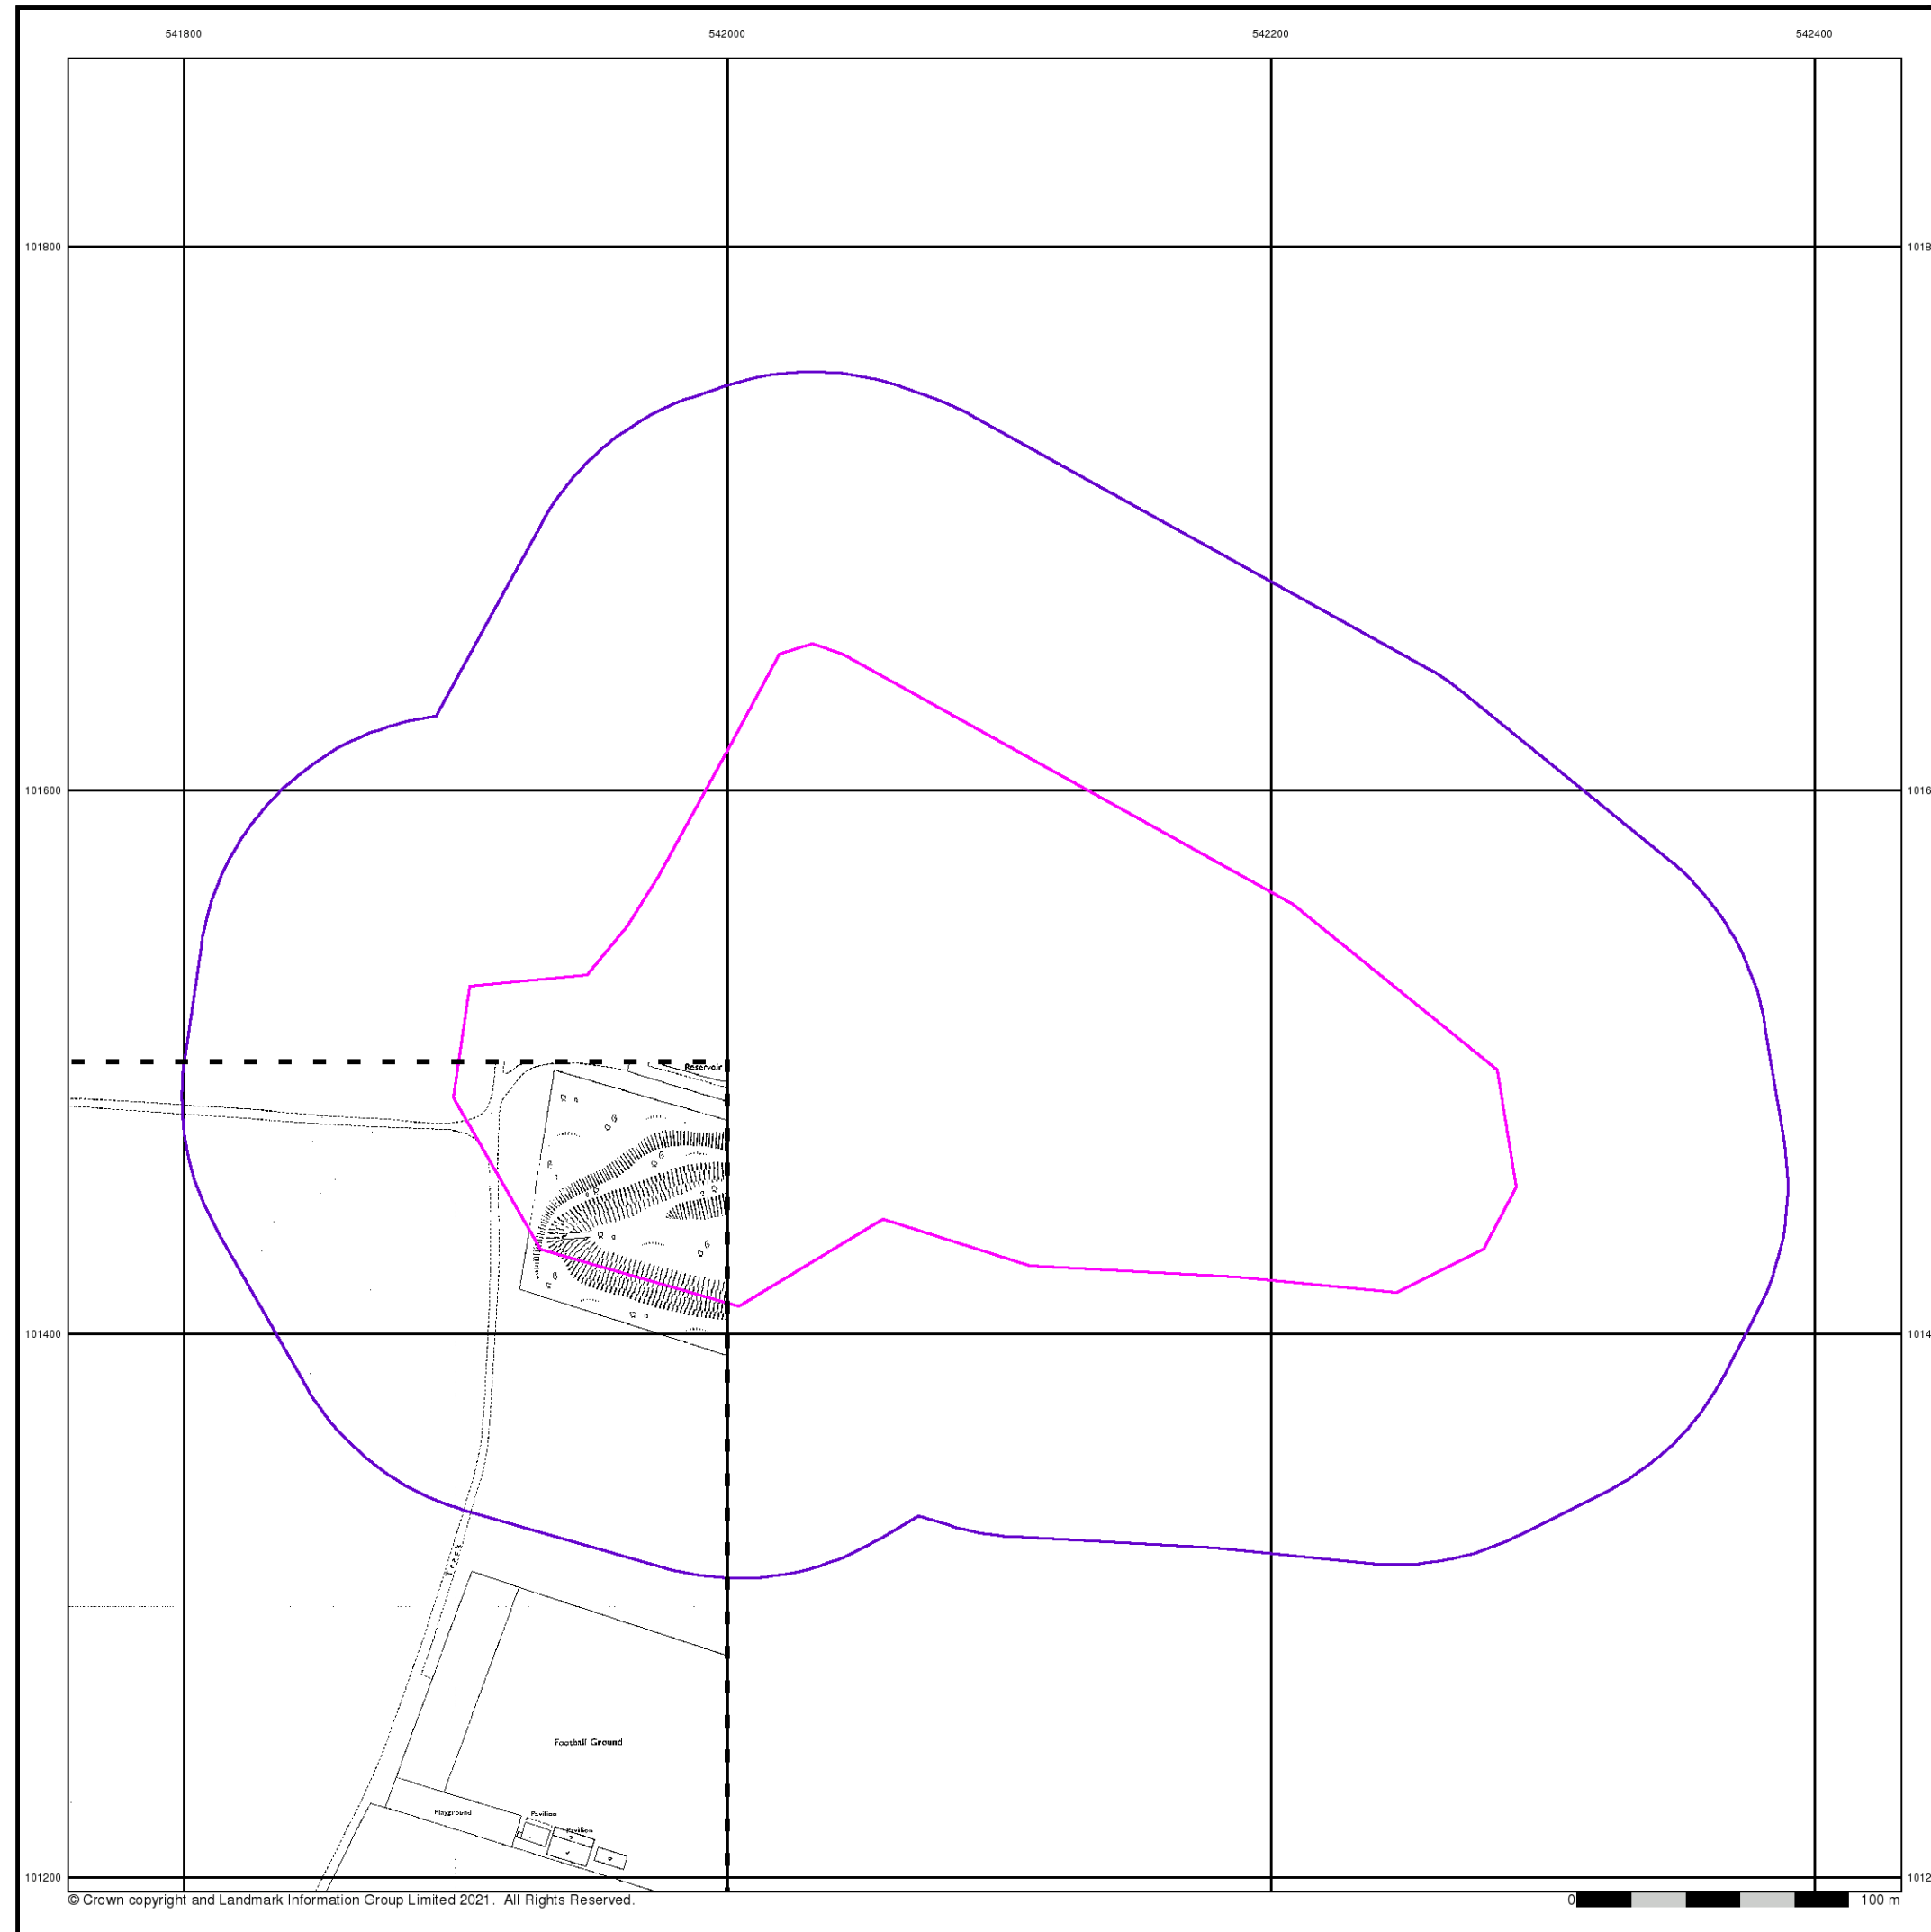 541800 542000 542200 542400
101800 1018
101600 1016
Reservoir
101400 1014
Track
Football Ground
Playground
Pavilion
Pavilion
101200 1012
© Crown copyright and Landmark Information Group Limited 2021. All Rights Reserved.
0 100 m